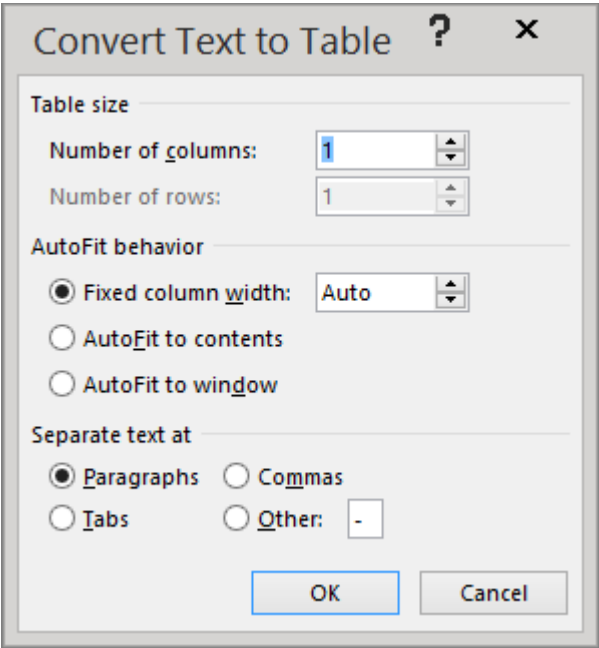 Convert Text to Table ? x
Table size
Number of columns: 1
Number of rows: 1
AutoFit behavior
Fixed column width: Auto
AutoFit to contents
AutoFit to window
Separate text at
Paragraphs Commas
Tabs Other: -
OK Cancel